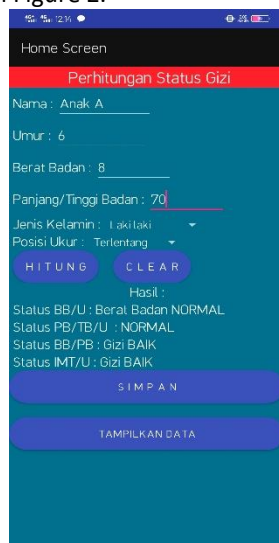 Home Screen
Perhitungan Status Gizi
Nama : Anak A
Umur : 6
Berat Badan : 8
Panjang/Tinggi Badan : 70
Jenis Kelamin : Laki laki
Posisi Ukur : Terlentang
HITUNG CLEAR
Hasil :
Status BB/U : Berat Badan NORMAL
Status PB/TB/U : NORMAL
Status BB/PB : Gizi BAIK
Status IMT/U : Gizi BAIK
SIMPAN
TAMPILKAN DATA